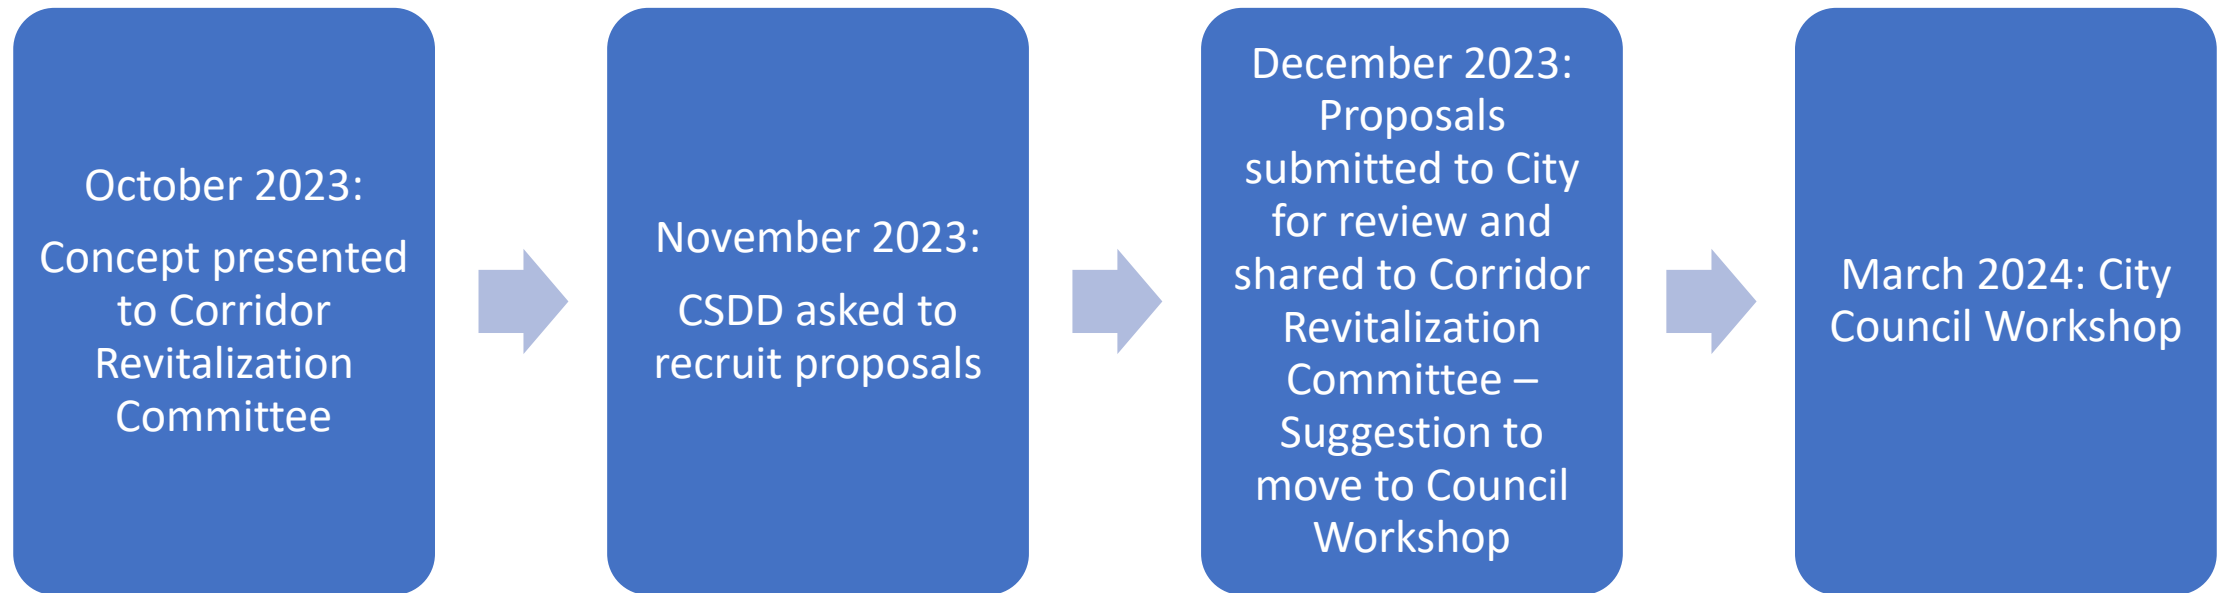 October 2023:
Concept presented
to Corridor
Revitalization
Committee
November 2023:
CSDD asked to
recruit proposals
December 2023:
Proposals
submitted to City
for review and
shared to Corridor
Revitalization
Committee –
Suggestion to
move to Council
Workshop
March 2024: City
Council Workshop